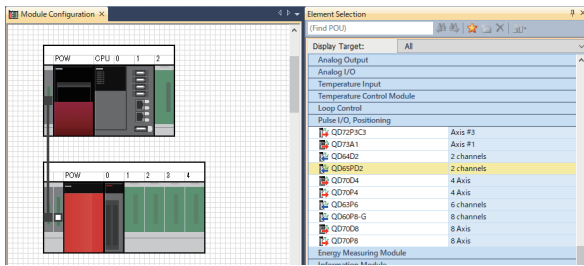 Module Configuration ×
POW CPU 0 1 2
POW 0 1 2 3 4
Element Selection
(Find POU)
Display Target: All
Analog Output
Analog I/O
Temperature Input
Temperature Control Module
Loop Control
Pulse I/O, Positioning
QD72P3C3 Axis #3
QD73A1 Axis #1
QD64D2 2 channels
QD65PD2 2 channels
QD70D4 4 Axis
QD70P4 4 Axis
QD63P6 6 channels
QD60P8-G 8 channels
QD70D8 8 Axis
QD70P8 8 Axis
Energy Measuring Module
Information Module